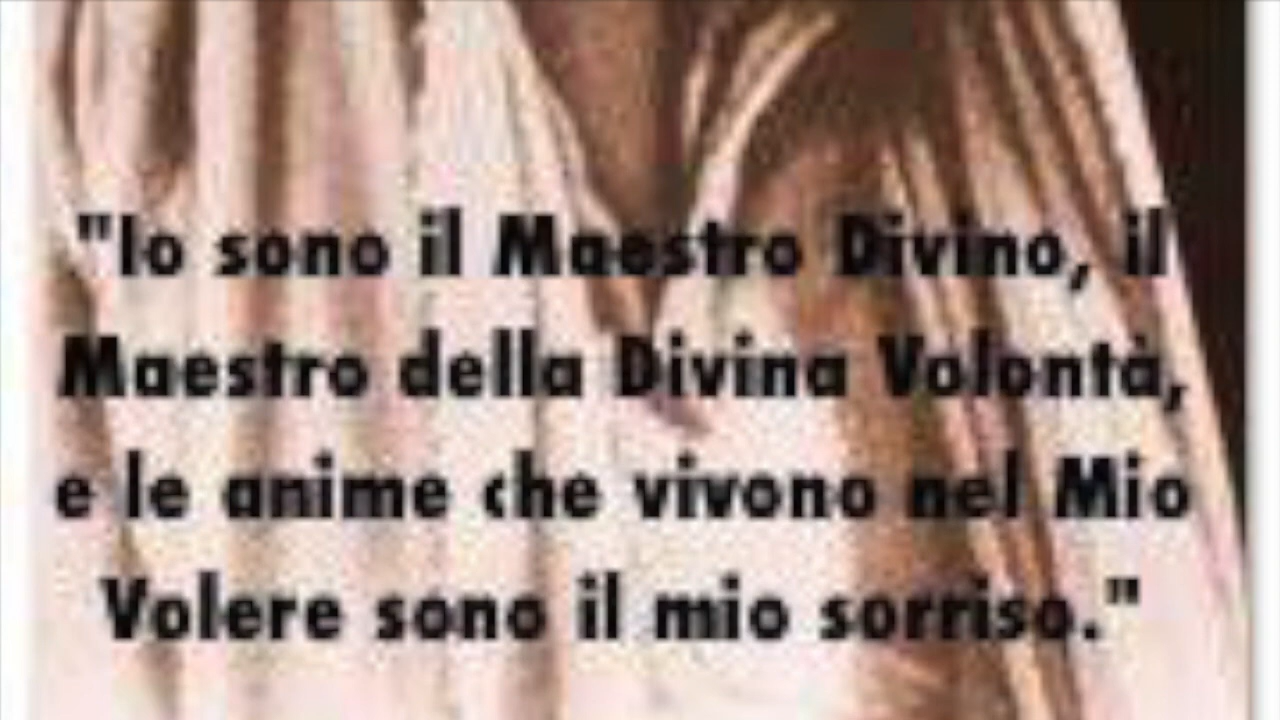 "Io sono il Maestro Divino, il
Maestro della Divina Volontà,
e le anime che vivono nel Mio
Volere sono il mio sorriso."